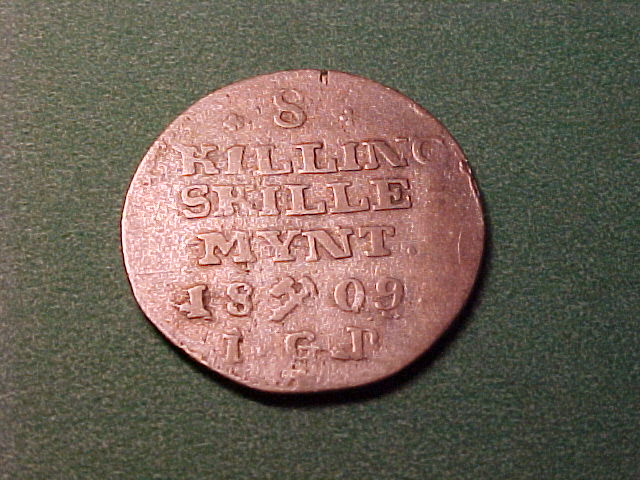 8
KILLING
SKILLE
MYNT.
18 09
I G P